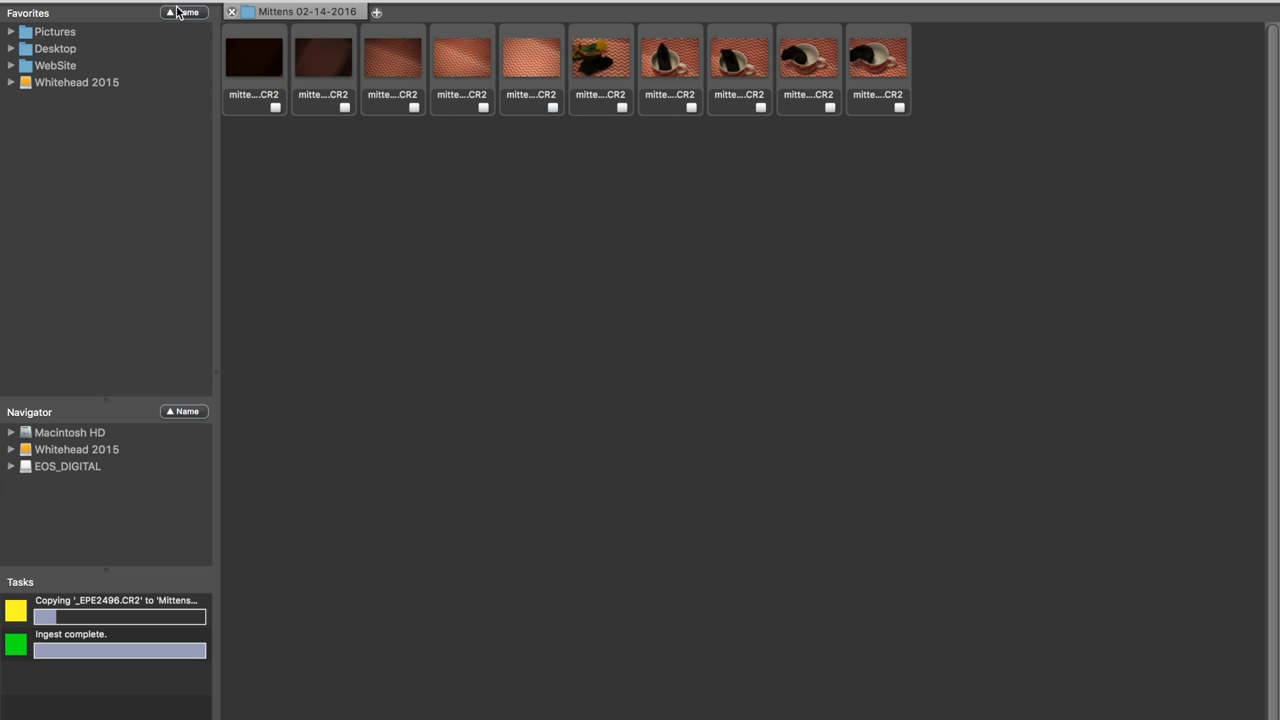 Favorites
Mittens 02-14-2016
Pictures
Desktop
WebSite
Whitehead 2015
mitte....CR2 mitte....CR2 mitte....CR2 mitte....CR2 mitte....CR2 mitte....CR2 mitte....CR2 mitte....CR2 mitte....CR2 mitte....CR2
Navigator
Name
Macintosh HD
Whitehead 2015
EOS_DIGITAL
Tasks
Copying '_EPE2496.CR2' to 'Mittens...
Ingest complete.